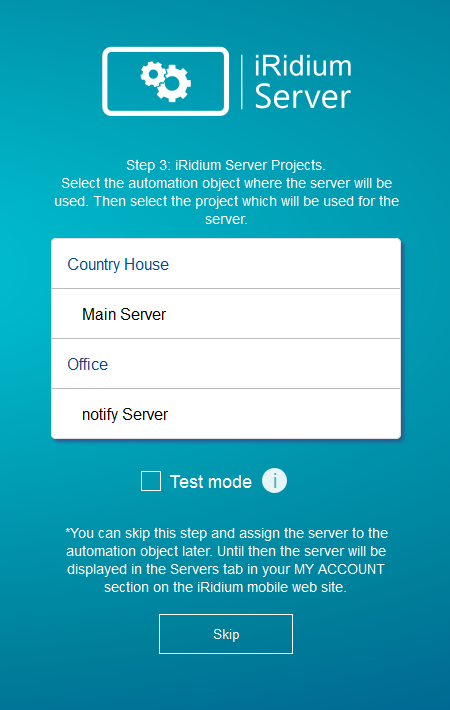 iRidium
Server
Step 3: iRidium Server Projects.
Select the automation object where the server will be
used. Then select the project which will be used for the
server.
Country House
Main Server
Office
notify Server
Test mode i
*You can skip this step and assign the server to the
automation object later. Until then the server will be
displayed in the Servers tab in your MY ACCOUNT
section on the iRidium mobile web site.
Skip